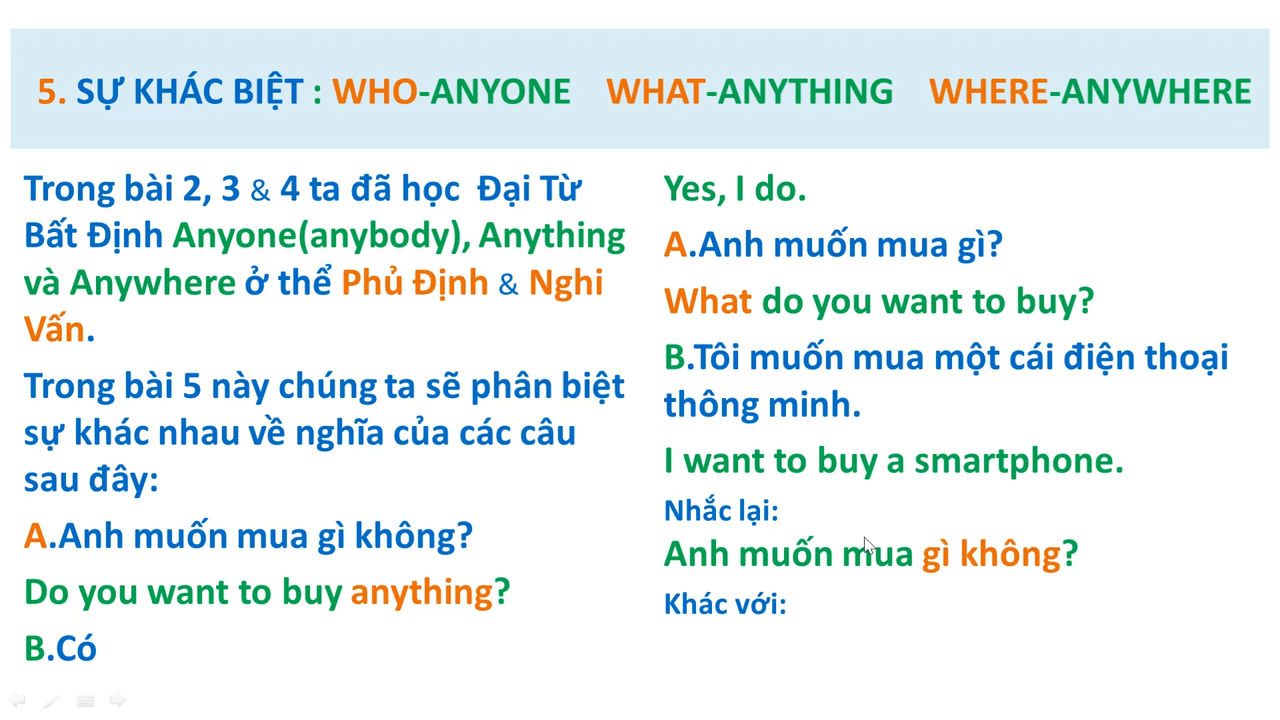 5. SỰ KHÁC BIỆT : WHO-ANYONE WHAT-ANYTHING WHERE-ANYWHERE
Trong bài 2, 3 & 4 ta đã học Đại Từ
Bất Định Anyone(anybody), Anything
và Anywhere ở thể Phủ Định & Nghi
Vấn.
Trong bài 5 này chúng ta sẽ phân biệt
sự khác nhau về nghĩa của các câu
sau đây:
A.Anh muốn mua gì không?
Do you want to buy anything?
B.Có
Yes, I do.
A.Anh muốn mua gì?
What do you want to buy?
B.Tôi muốn mua một cái điện thoại
thông minh.
I want to buy a smartphone.
Nhắc lại:
Anh muốn mua gì không?
Khác với: